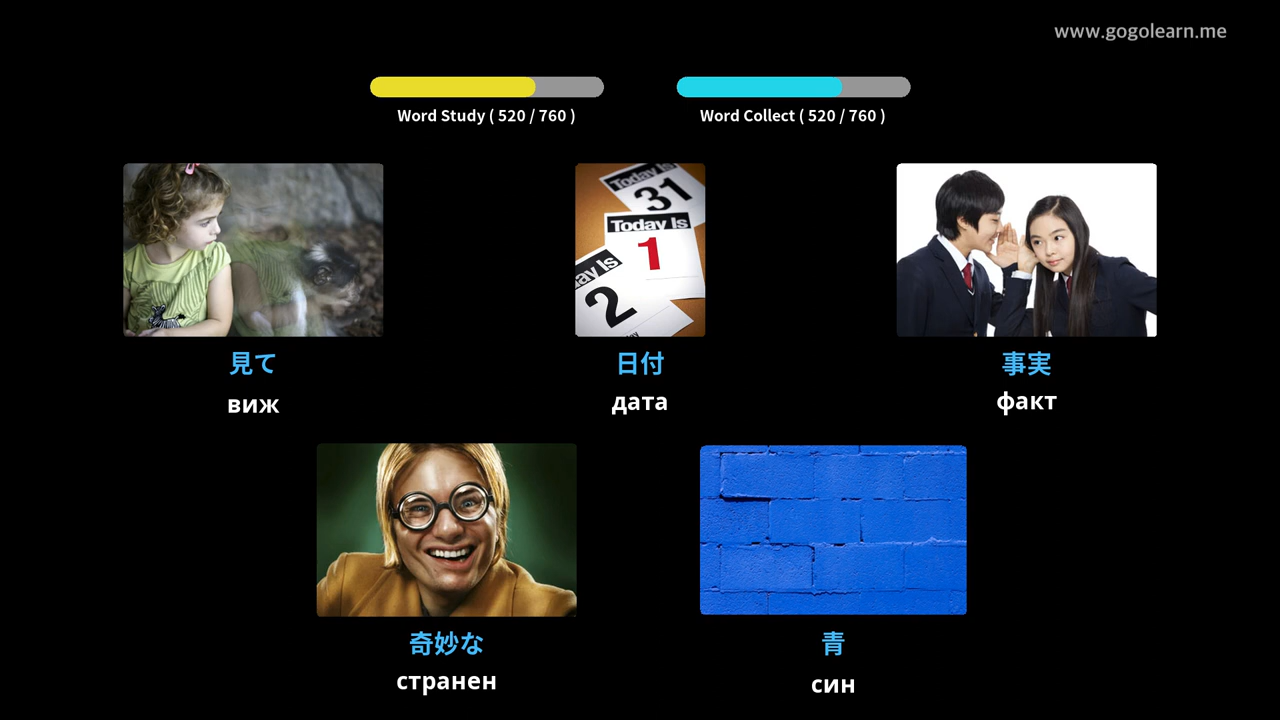 www.gogolearn.me
Word Study ( 520 / 760 )
Word Collect ( 520 / 760 )
Today Is
31
Today Is
1
ay Is
2
見て
виж
日付
дата
事実
факт
奇妙な
странен
青
син